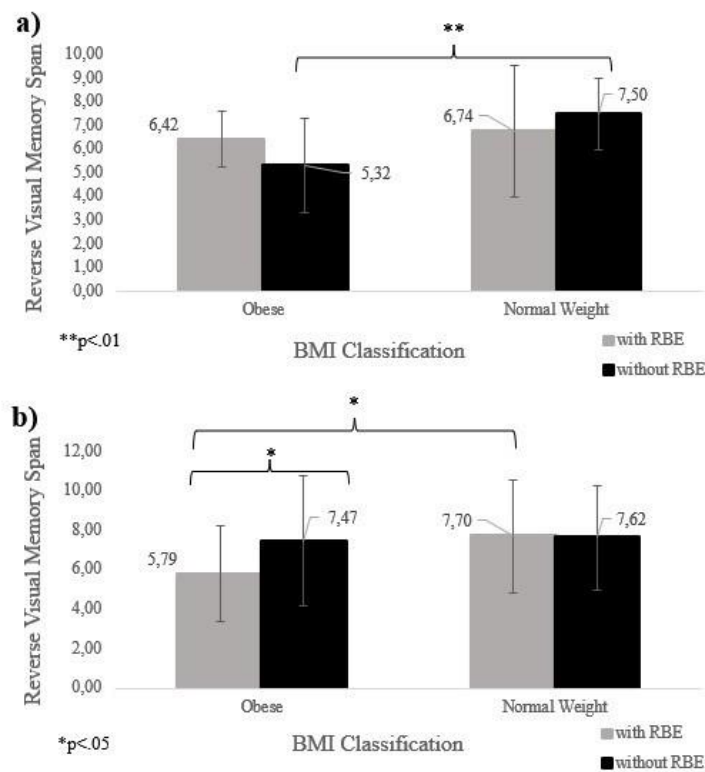 a)
**
10,00
9,00
8,00
7,00
6,00
5,00
4,00
3,00
2,00
1,00
0,00
Reverse Visual Memory Span
6,42
5,32
6,74
7,50
Obese
Normal Weight
**p<.01
BMI Classification
with RBE
without RBE
b)
*
*
12,00
10,00
8,00
6,00
4,00
2,00
0,00
Reverse Visual Memory Span
5,79
7,47
7,70
7,62
Obese
Normal Weight
*p<.05
BMI Classification
with RBE
without RBE